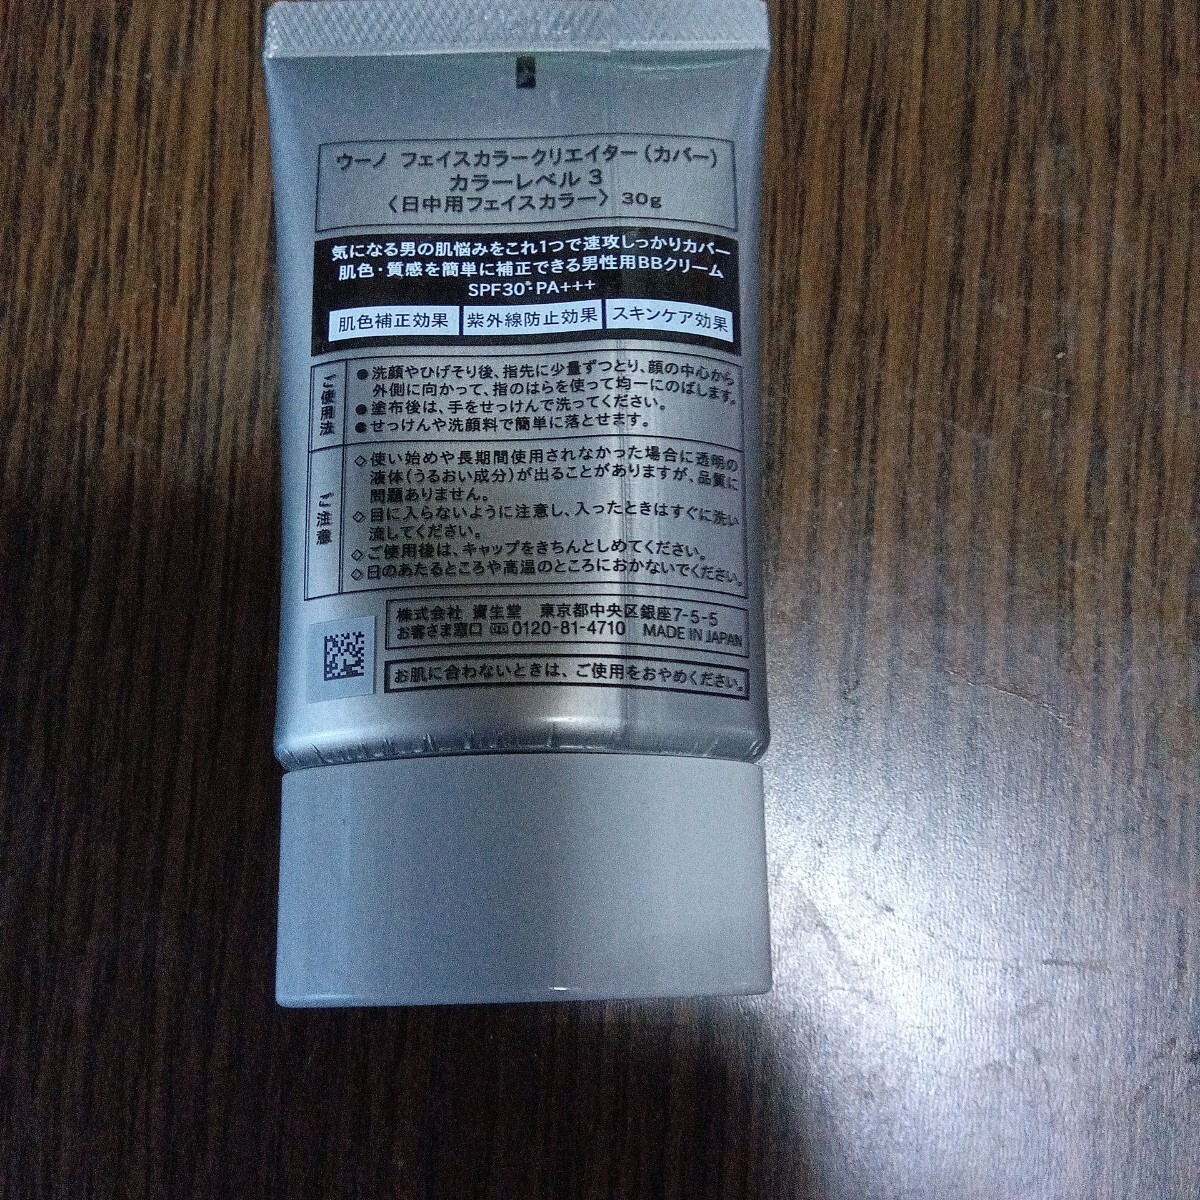 ウーノ フェイスカラークリエイター（カバー）
カラーレベル 3
〈日中用フェイスカラー〉 30g
気になる男の肌悩みをこれ1つで速攻しっかりカバー
肌色・質感を簡単に補正できる男性用BBクリーム
SPF30・PA+++
肌色補正効果 紫外線防止効果 スキンケア効果
ご使用法
●洗顔やひげそり後、指先に少量ずつとり、顔の中心から
外側に向かって、指のはらを使って均一にのばします。
●塗布後は、手をせっけんで洗ってください。
●せっけんや洗顔料で簡単に落とせます。
ご注意
◇使い始めや長期間使用されなかった場合に透明の
液体（うるおい成分）が出ることがありますが、品質に
問題ありません。
◇目に入らないように注意し、入ったときはすぐに洗い
流してください。
◇ご使用後は、キャップをきちんとしめてください。
◇日のあたるところや高温のところにおかないでください。
株式会社 資生堂 東京都中央区銀座7-5-5
お客さま窓口 0120-81-4710 MADE IN JAPAN
お肌に合わないときは、ご使用をおやめください。